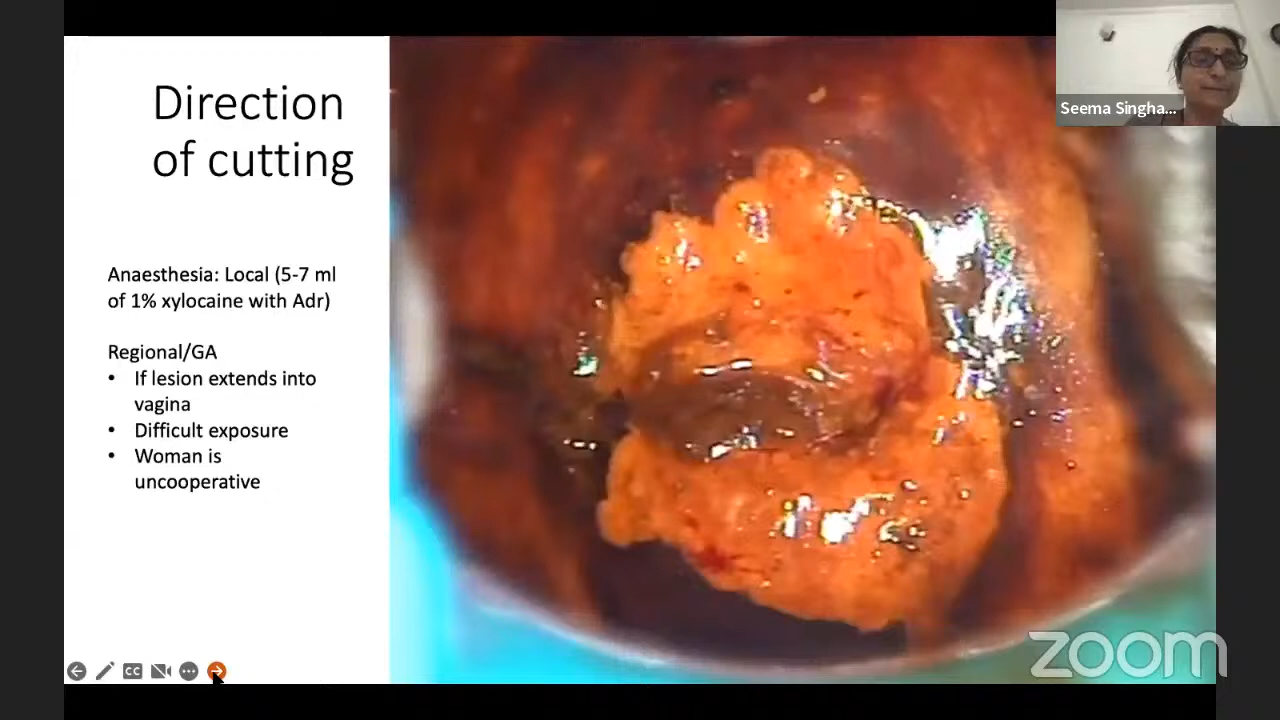 Direction
of cutting
Anaesthesia: Local (5-7 ml
of 1% xylocaine with Adr)
Regional/GA
• If lesion extends into
vagina
• Difficult exposure
• Woman is
uncooperative
Seema Singha...
CC
zoom